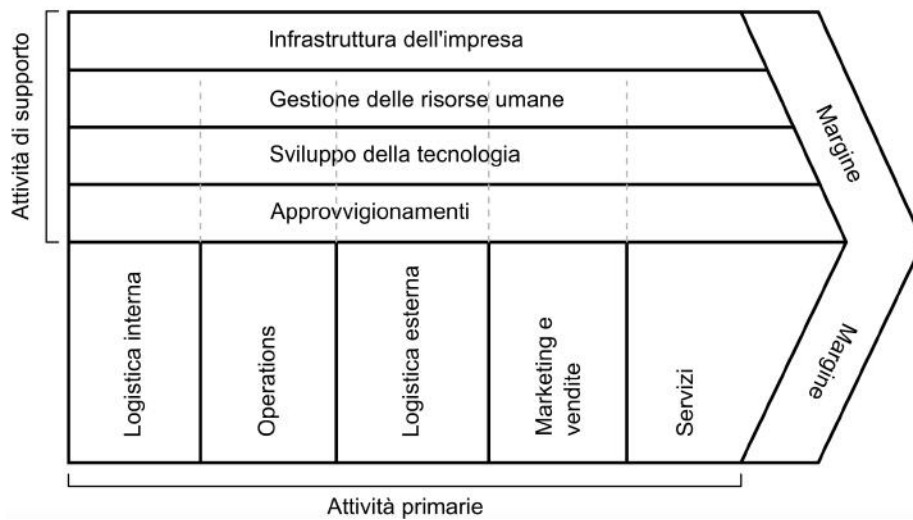 Attività di supporto
Infrastruttura dell'impresa
Gestione delle risorse umane
Sviluppo della tecnologia
Approvvigionamenti
Margine
Logistica interna
Operations
Logistica esterna
Marketing e
vendite
Servizi
Margine
Attività primarie